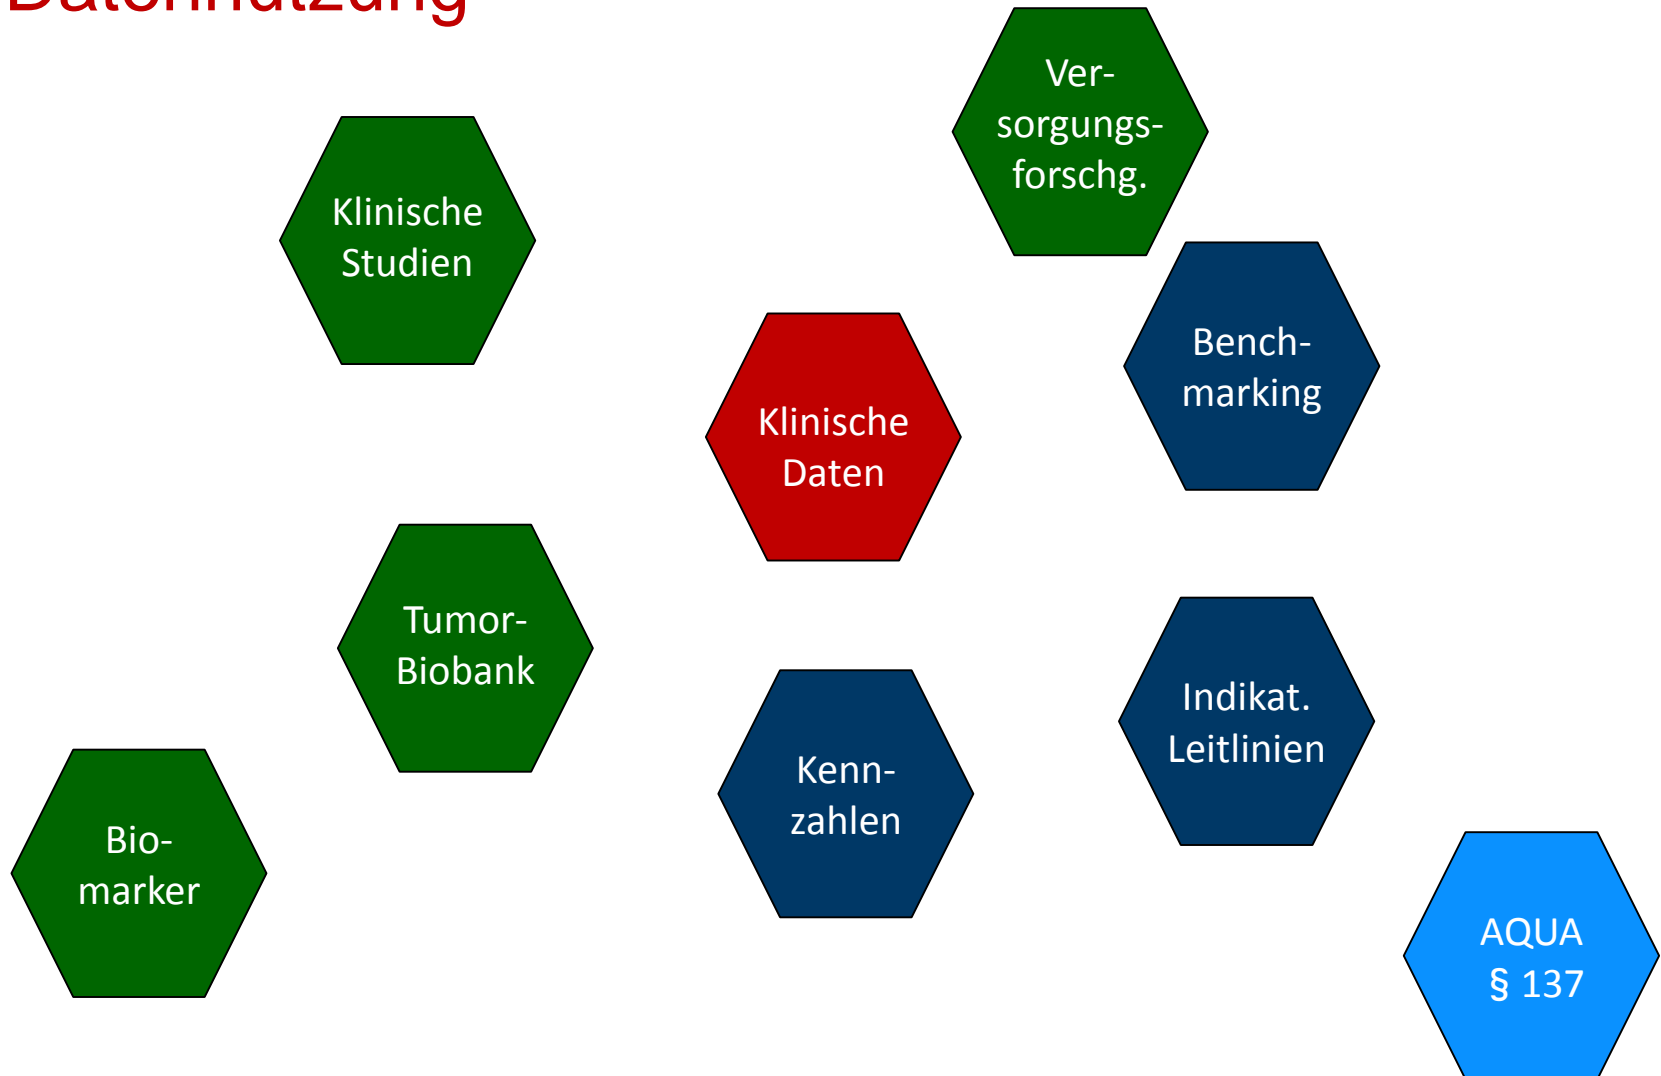 Datennutzung
Ver-
sorgungs-
forschg.
Klinische
Studien
Bench-
marking
Klinische
Daten
Tumor-
Biobank
Indikat.
Leitlinien
Kenn-
zahlen
Bio-
marker
AQUA
§ 137